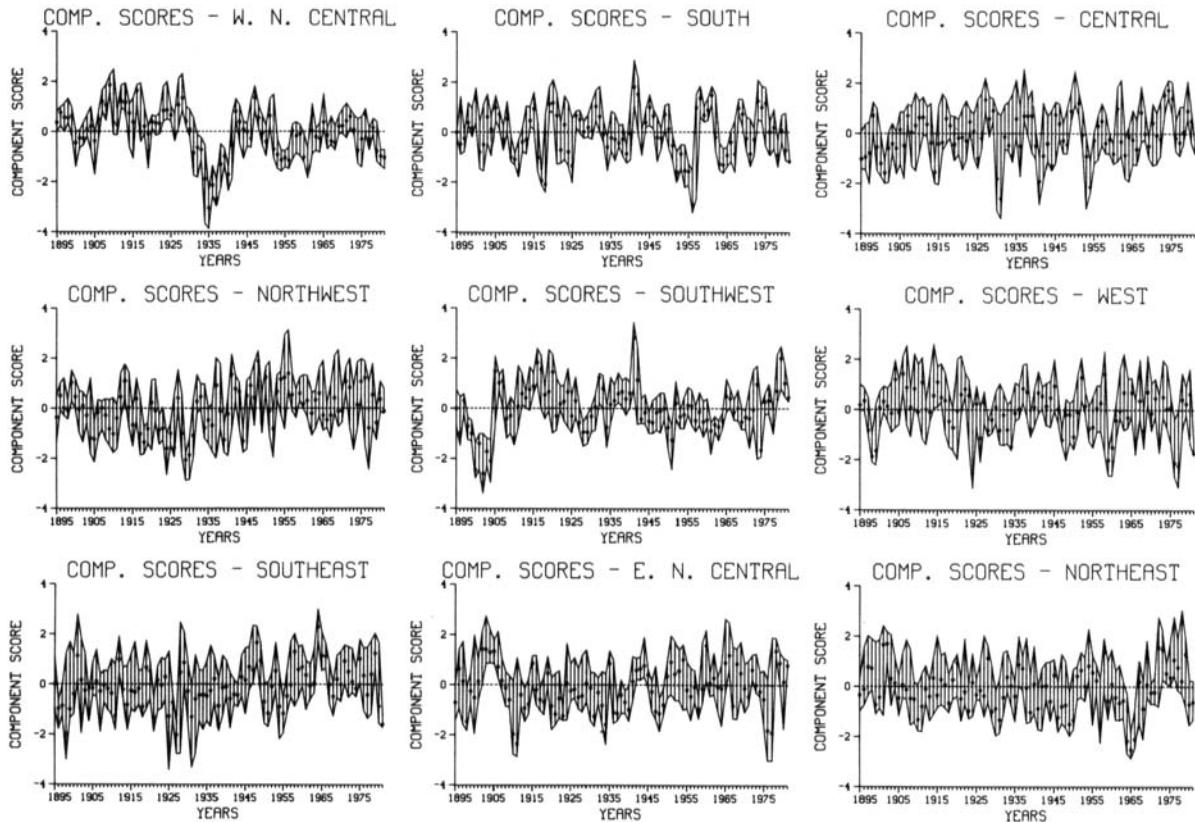 COMP. SCORES - W. N. CENTRAL
4
2
0
-2
-4
COMPONENT SCORE
1895 1905 1915 1925 1935 1945 1955 1965 1975
YEARS
COMP. SCORES - SOUTH
4
2
0
-2
-4
COMPONENT SCORE
1895 1905 1915 1925 1935 1945 1955 1965 1975
YEARS
COMP. SCORES - CENTRAL
4
2
0
-2
-4
COMPONENT SCORE
1895 1905 1915 1925 1935 1945 1955 1965 1975
YEARS
COMP. SCORES - NORTHWEST
4
2
0
-2
-4
COMPONENT SCORE
1895 1905 1915 1925 1935 1945 1955 1965 1975
YEARS
COMP. SCORES - SOUTHWEST
4
2
0
-2
-4
COMPONENT SCORE
1895 1905 1915 1925 1935 1945 1955 1965 1975
YEARS
COMP. SCORES - WEST
4
2
0
-2
-4
COMPONENT SCORE
1895 1905 1915 1925 1935 1945 1955 1965 1975
YEARS
COMP. SCORES - SOUTHEAST
4
2
0
-2
-4
COMPONENT SCORE
1895 1905 1915 1925 1935 1945 1955 1965 1975
YEARS
COMP. SCORES - E. N. CENTRAL
4
2
0
-2
-4
COMPONENT SCORE
1895 1905 1915 1925 1935 1945 1955 1965 1975
YEARS
COMP. SCORES - NORTHEAST
4
2
0
-2
-4
COMPONENT SCORE
1895 1905 1915 1925 1935 1945 1955 1965 1975
YEARS